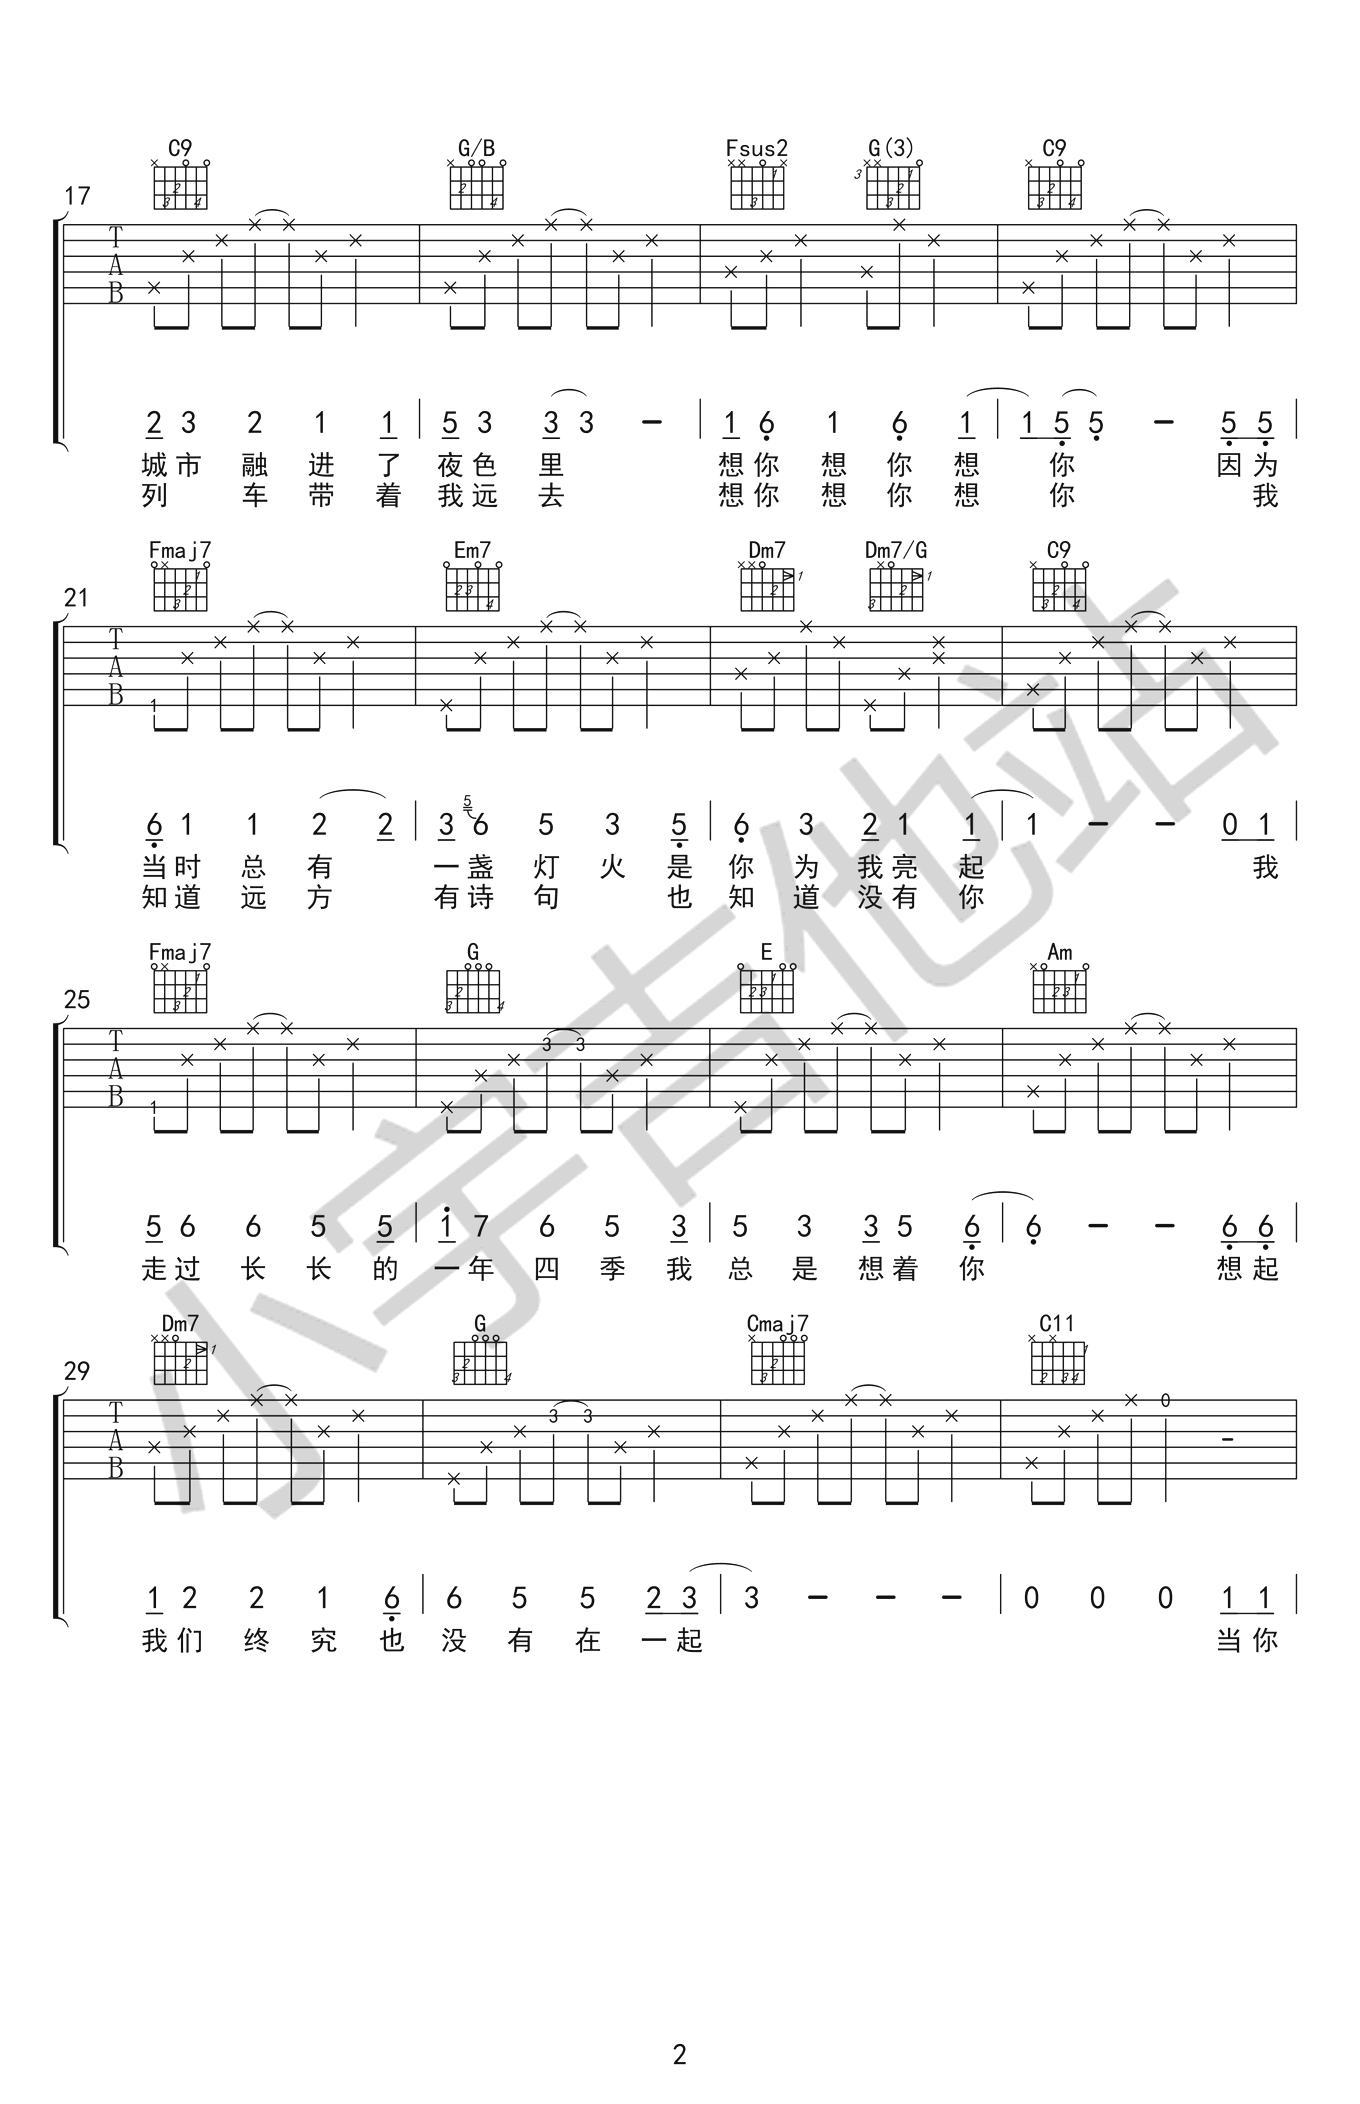 C9 G/B Fsus2 G(3) C9
17
2 3 2 1 1 5 3 3 3 - 1 6 1 6 1 1 5 5 - 5 5
城市融进了夜色里 想你想你想你 因为
列车带着我远去 想你想你想你 我
Fmaj7 Em7 Dm7 Dm7/G C9
21
1
5
6 1 1 2 2 3 6 5 3 5 6 3 2 1 1 1 - - 0 1
当时总有一盏灯火是你为我亮起 我
知道远方有诗句也知道没有你
Fmaj7 G E Am
25
3 3
1
5 6 6 5 5 1 7 6 5 3 5 3 3 5 6 6 - - 6 6
走过长长的一年四季我总是想着你 想起
Dm7 G Cmaj7 C11
29
3 3 0 -
1 2 2 1 6 6 5 5 2 3 3 - - - 0 0 0 1 1
我们终究也没有在一起 当你
小宇吉他站
2